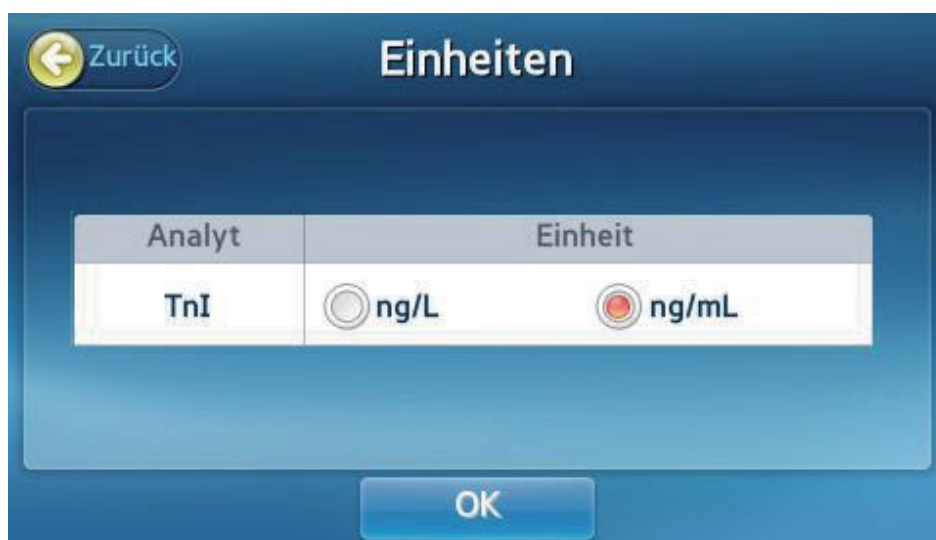 Zurück
Einheiten
Analyt Einheit
TnI ng/L ng/mL
OK